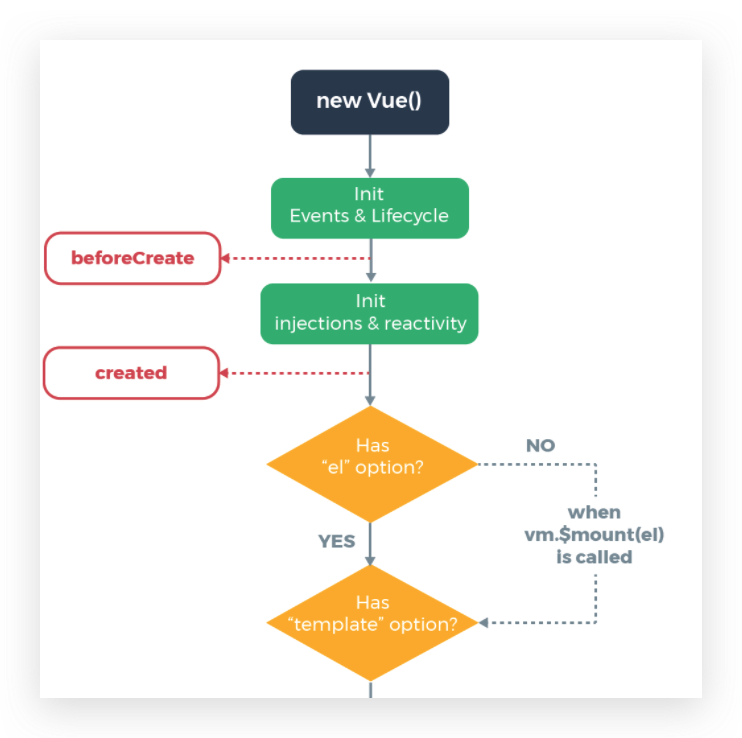 new Vue()
Init
Events & Lifecycle
beforeCreate
Init
injections & reactivity
created
Has
“el” option?
NO
when
vm.$mount(el)
is called
YES
Has
“template” option?